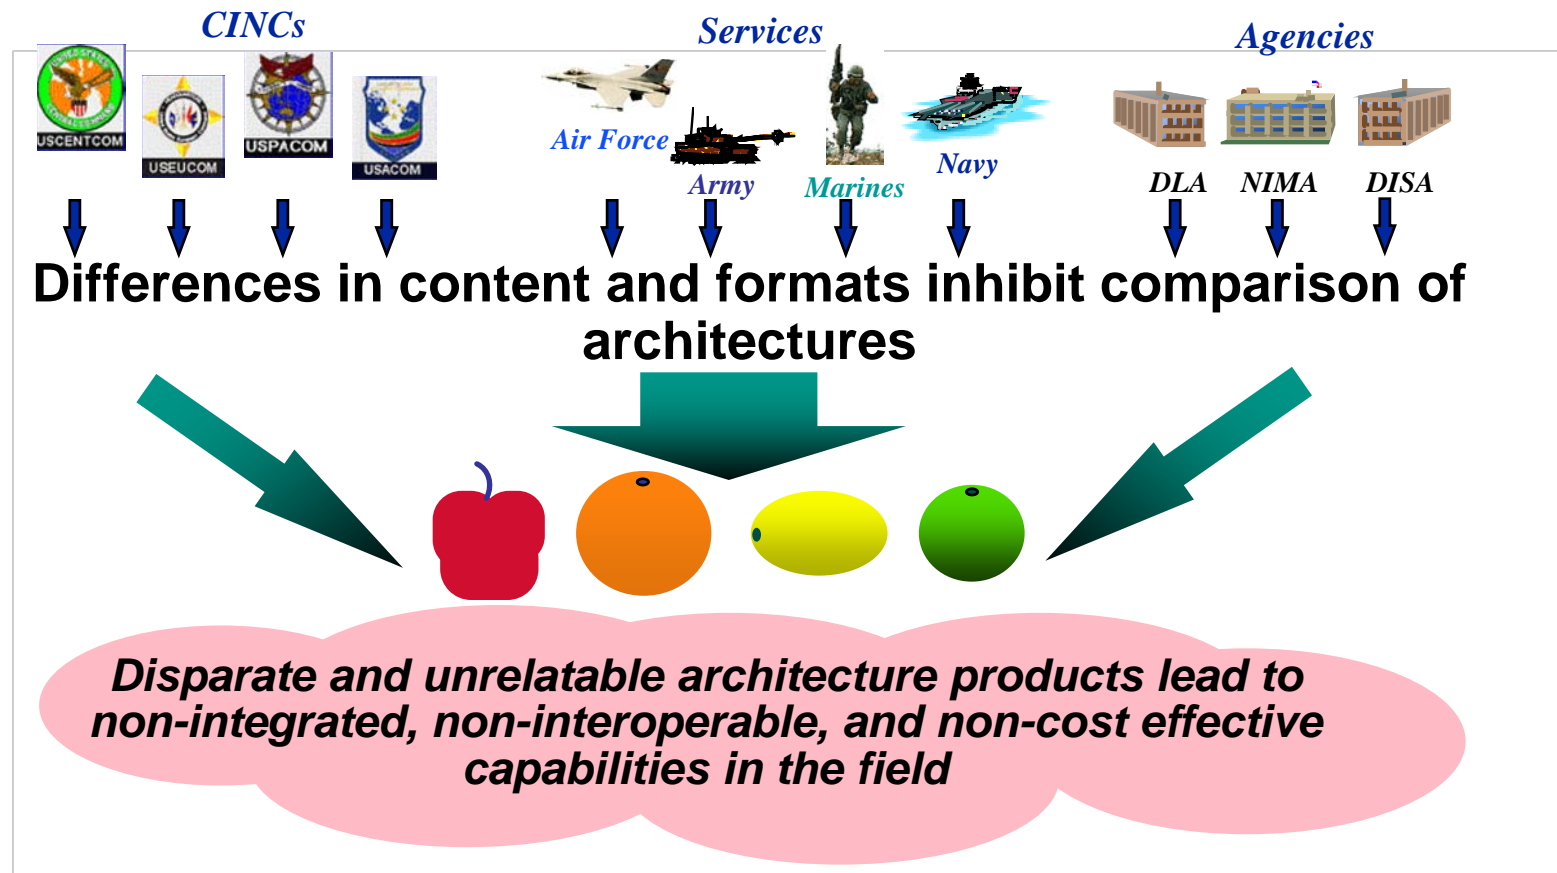 CINCs
Services
Agencies
USCENTCOM
USEUCOM
USPACOM
USACOM
Air Force
Army
Marines
Navy
DLA
NIMA
DISA
Differences in content and formats inhibit comparison of
architectures
Disparate and unrelatable architecture products lead to
non-integrated, non-interoperable, and non-cost effective
capabilities in the field